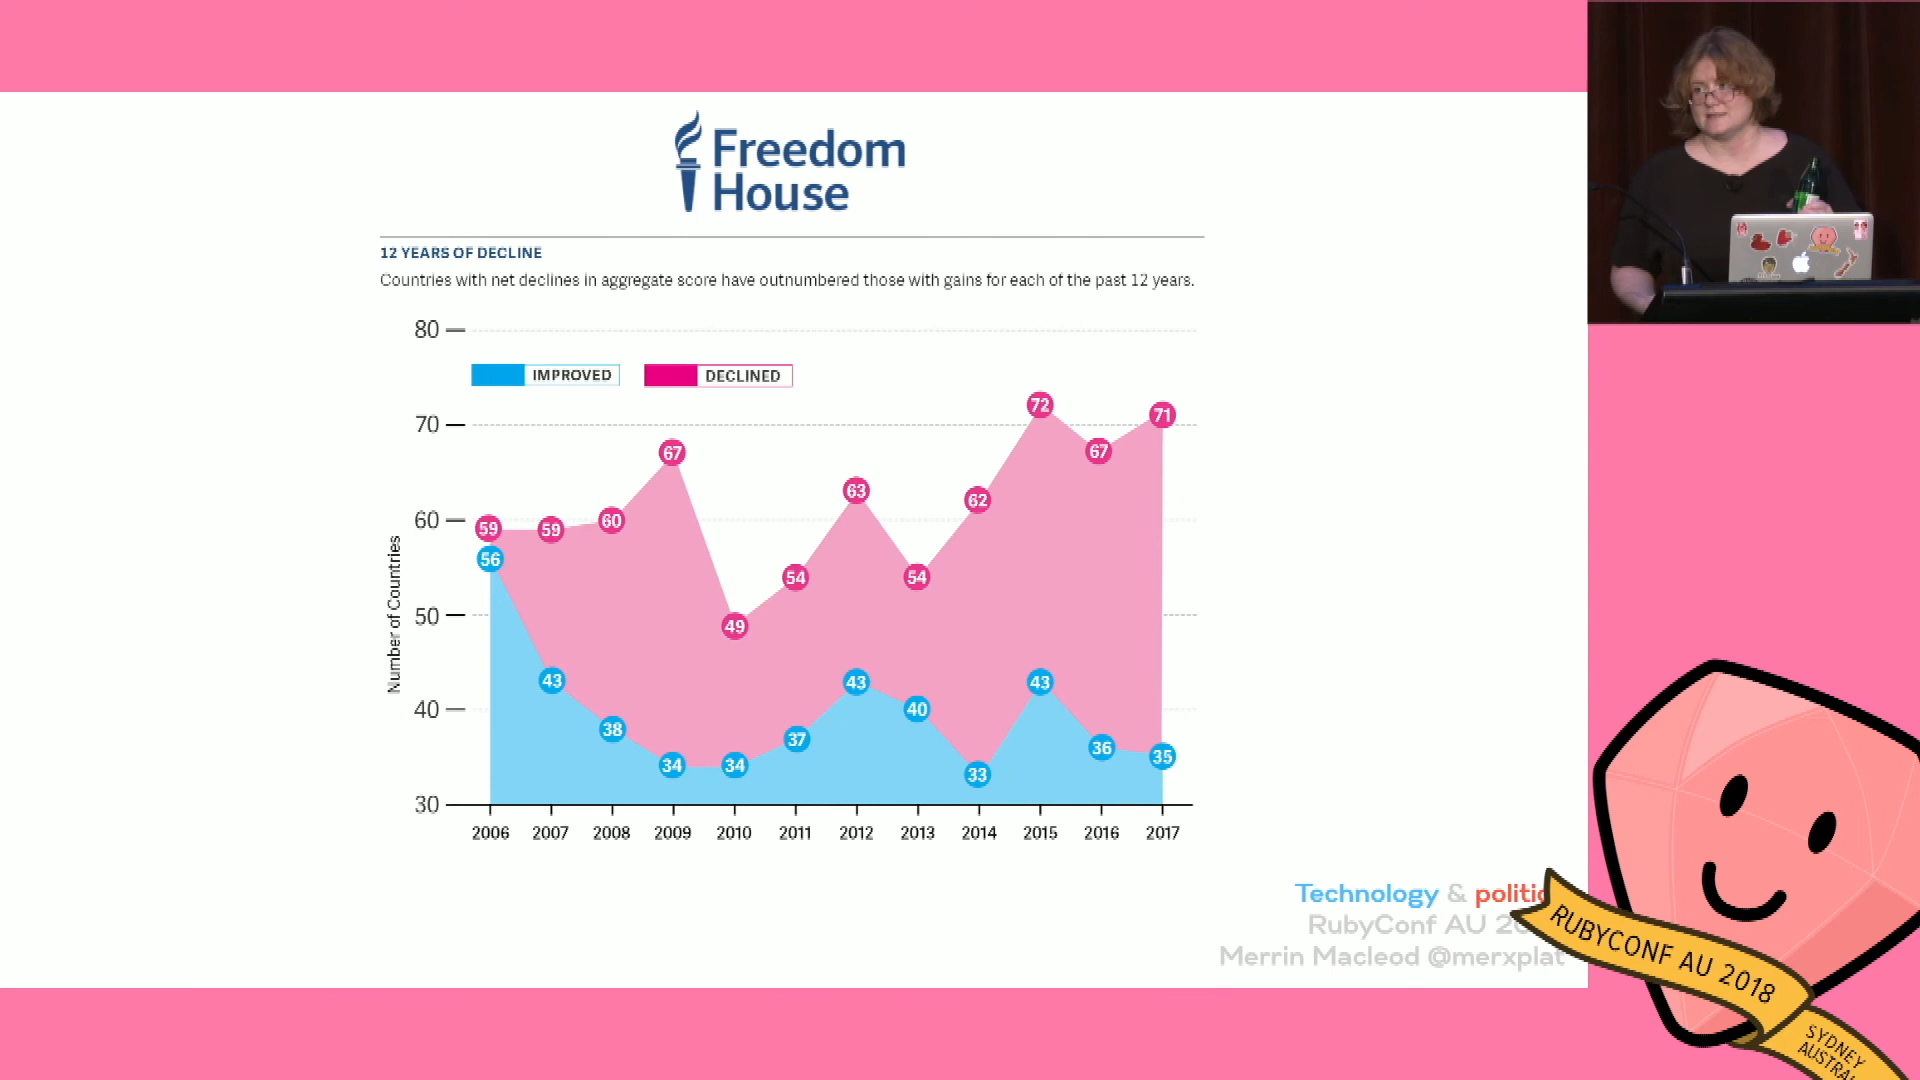 Freedom
House
12 YEARS OF DECLINE
Countries with net declines in aggregate score have outnumbered those with gains for each of the past 12 years.
80
IMPROVED DECLINED
70
60
50
40
30
Number of Countries
59 59 60 67 49 54 63 54 62 72 67 71
56 43 38 34 34 37 43 40 33 43 36 35
2006 2007 2008 2009 2010 2011 2012 2013 2014 2015 2016 2017
Technology & politic
RubyConf AU 2
Merrin Macleod @merxplat
RUBYCONF AU 2018
SYDNEY
AUSTRA